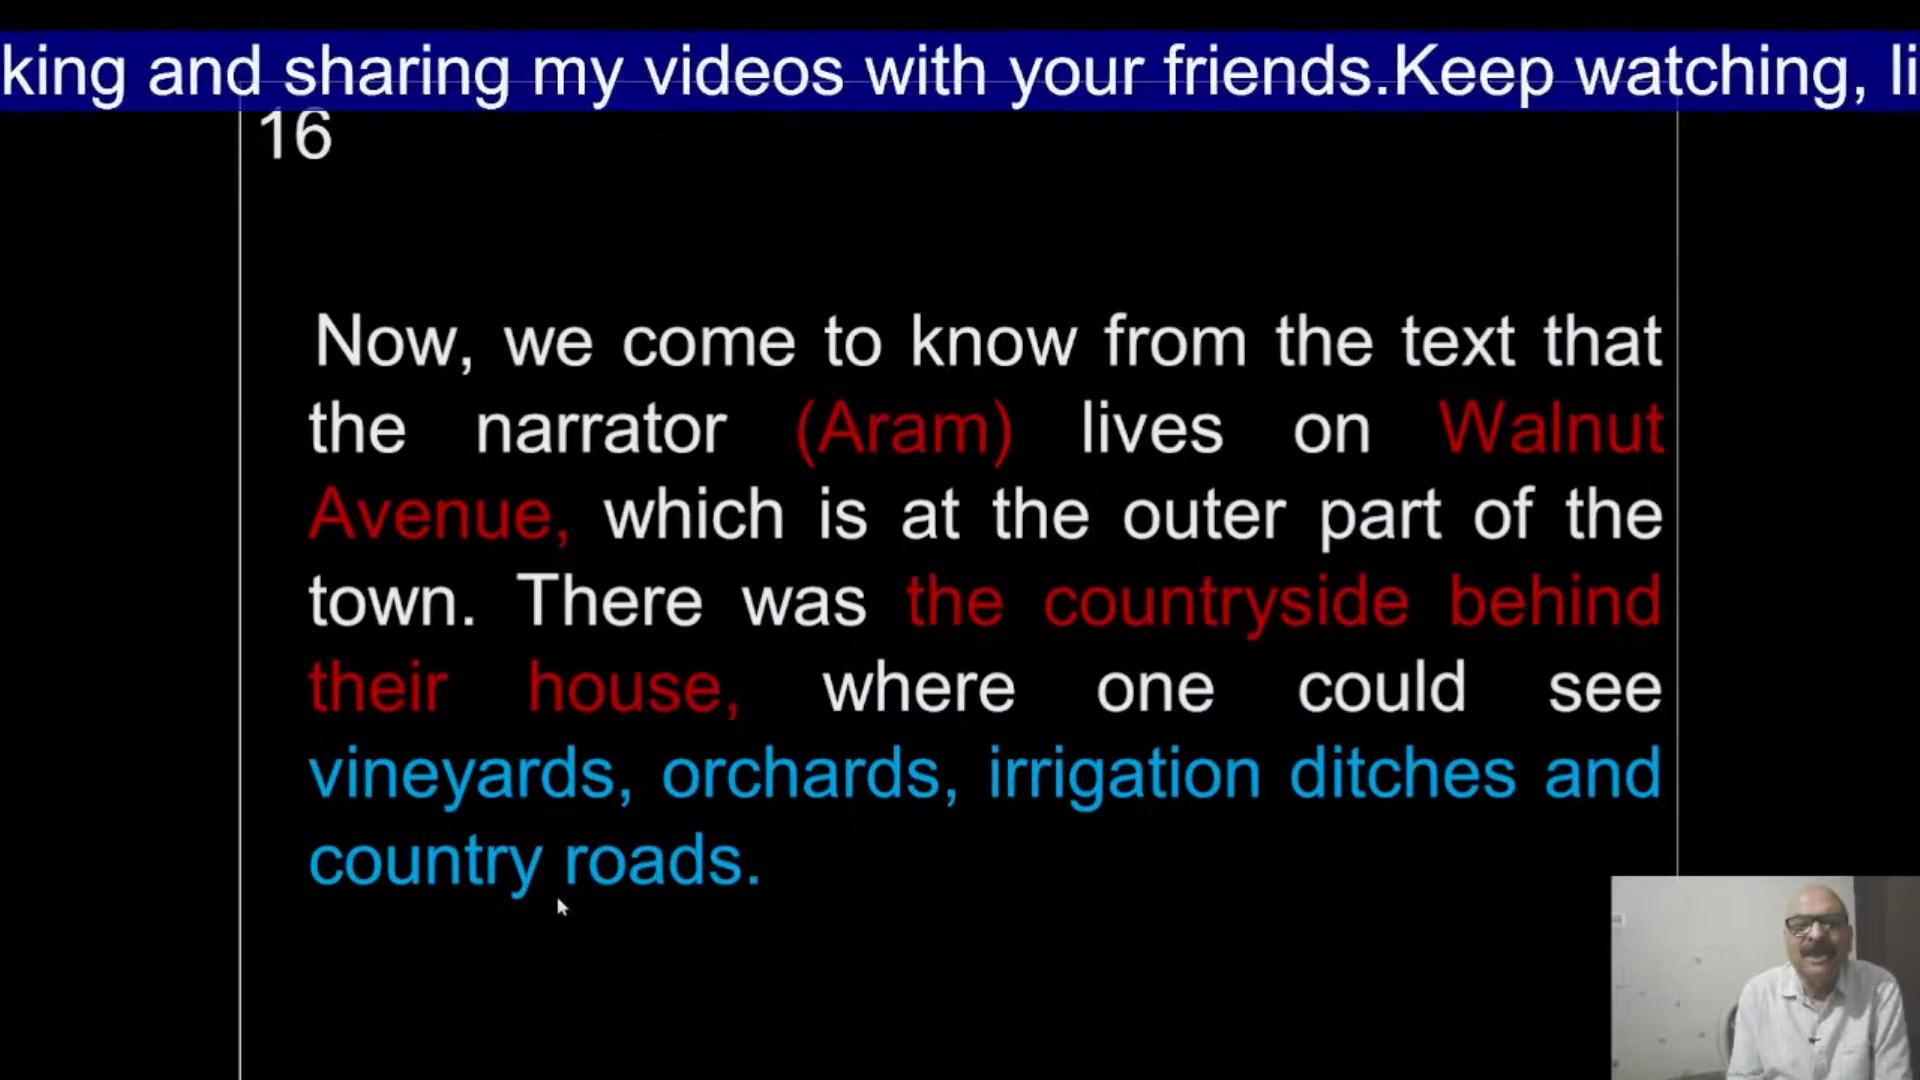 king and sharing my videos with your friends.Keep watching, li
16
Now, we come to know from the text that
the narrator (Aram) lives on Walnut
Avenue, which is at the outer part of the
town. There was the countryside behind
their house, where one could see
vineyards, orchards, irrigation ditches and
country roads.